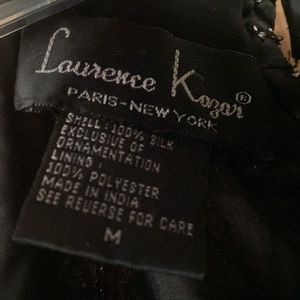 Laurence Kazar®
PARIS-NEW YORK
SHELL: 100% SILK
EXCLUSIVE OF
ORNAMENTATION
LINING:
100% POLYESTER
MADE IN INDIA
SEE REVERSE FOR CARE
M